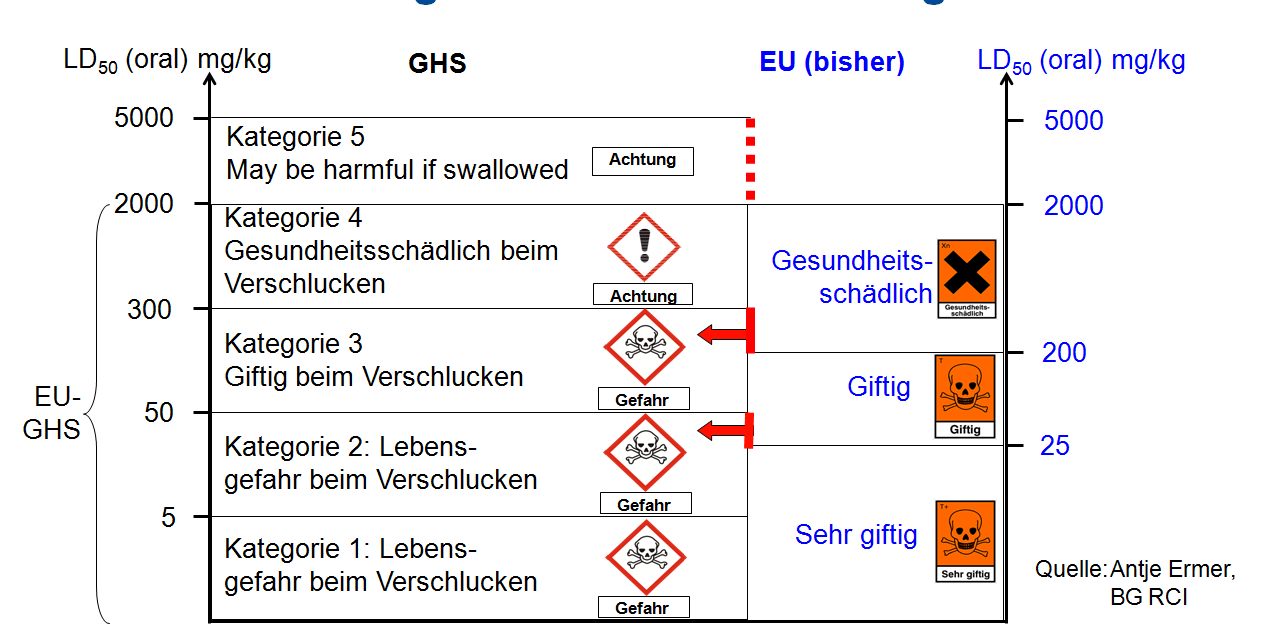 LD50 (oral) mg/kg
GHS
EU (bisher)
LD50 (oral) mg/kg
5000
Kategorie 5
May be harmful if swallowed
Achtung
5000
2000
Kategorie 4
Gesundheitsschädlich beim
Verschlucken
Achtung
2000
Gesundheits-
schädlich
Xn
Gesundheits-
schädlich
300
Kategorie 3
Giftig beim Verschlucken
Gefahr
200
Giftig
T
Giftig
EU-
GHS
50
Kategorie 2: Lebens-
gefahr beim Verschlucken
Gefahr
25
5
Kategorie 1: Lebens-
gefahr beim Verschlucken
Gefahr
Sehr giftig
T+
Sehr giftig
Quelle: Antje Ermer,
BG RCI